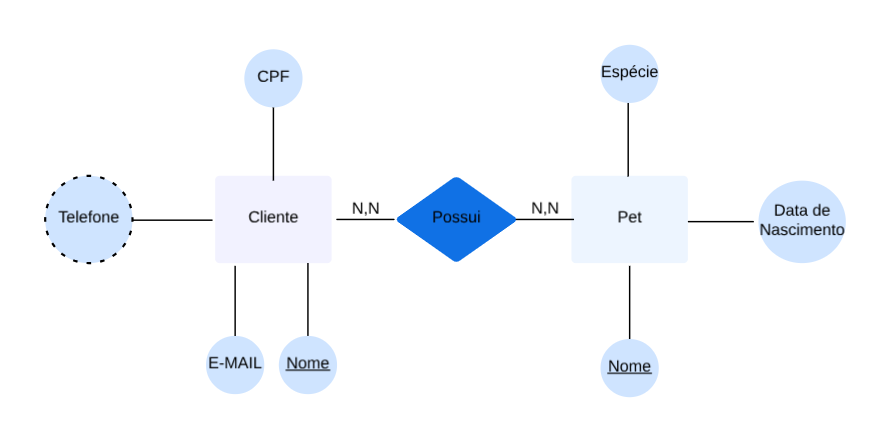 CPF
Espécie
Telefone
Cliente
N,N
Possui
N,N
Pet
Data de
Nascimento
E-MAIL
Nome
Nome